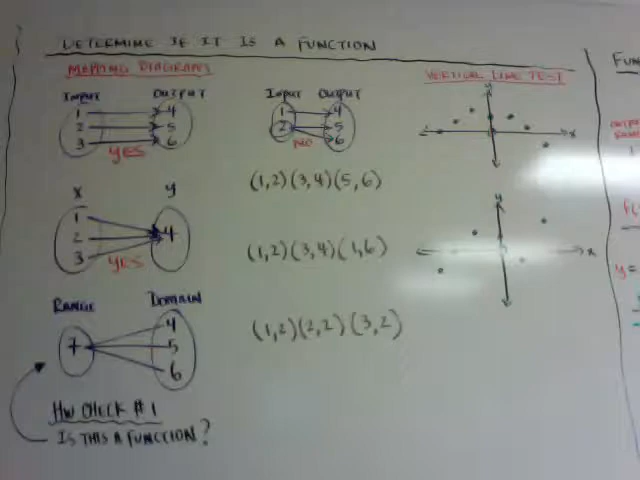 DETERMINE IF IT IS A FUNCTION
MAPPING DIAGRAMS
INPUT OUTPUT
1 4
2 5
3 6
YES
INPUT OUTPUT
1 4
2 5
6
NO
x y
1
2 4
3
YES
RANGE DOMAIN
4
7 5
6
HW CHECK #1
IS THIS A FUNCTION?
(1,2)(3,4)(5,6)
(1,2)(3,4)(1,6)
(1,2)(2,2)(3,2)
VERTICAL LINE TEST
y
x
y
x
y =